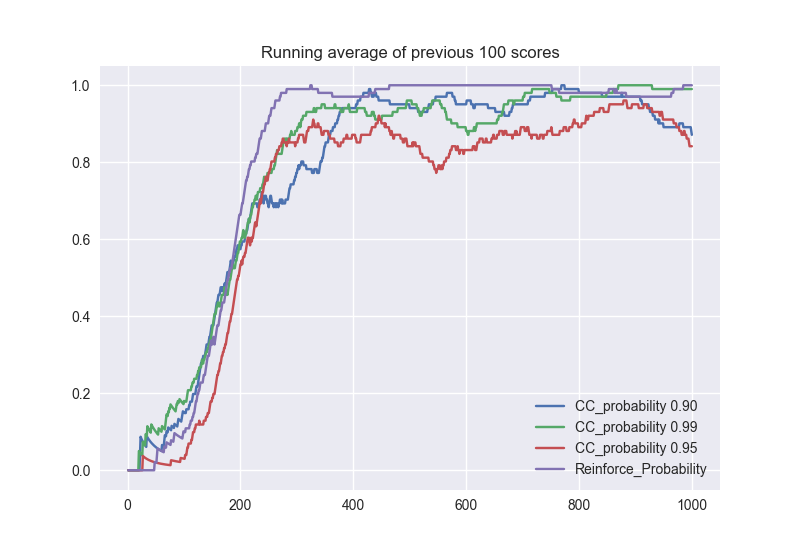 Running average of previous 100 scores
1.0
0.8
0.6
0.4
0.2
0.0
CC_probability 0.90
CC_probability 0.99
CC_probability 0.95
Reinforce_Probability
0 200 400 600 800 1000